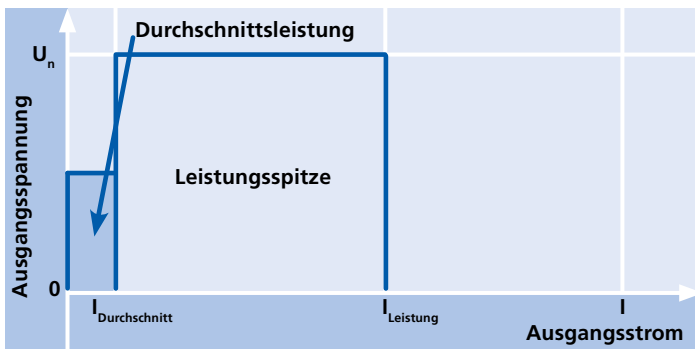 Durchschnittsleistung
Un
Ausgangsspannung
Leistungsspitze
0
IDurchschnitt
ILeistung
I
Ausgangsstrom